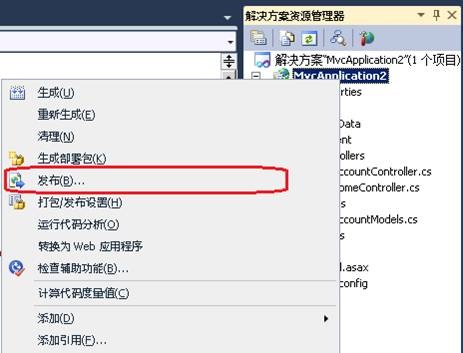 解决方案资源管理器
解决方案"MvcApplication2"(1 个项目)
MvcApplication2
perties
Data
ent
ollers
ccountController.cs
omeController.cs
s
ccountModels.cs
ts
s
l.asax
config
生成(U)
重新生成(E)
清理(N)
生成部署包(K)
发布(B)...
打包/发布设置(H)
运行代码分析(O)
转换为 Web 应用程序
检查辅助功能(B)...
计算代码度量值(C)
添加(D)
添加引用(F)...